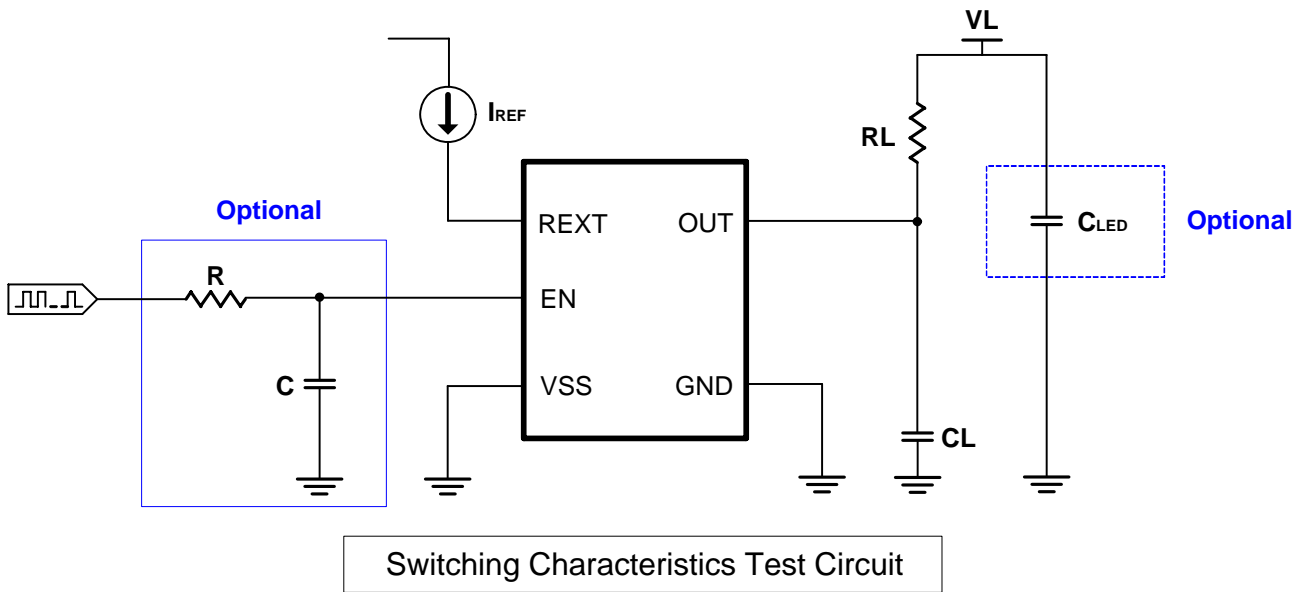 VL
IREF
RL
Optional
REXT
OUT
CLED
Optional
R
EN
C
VSS
GND
CL
Switching Characteristics Test Circuit